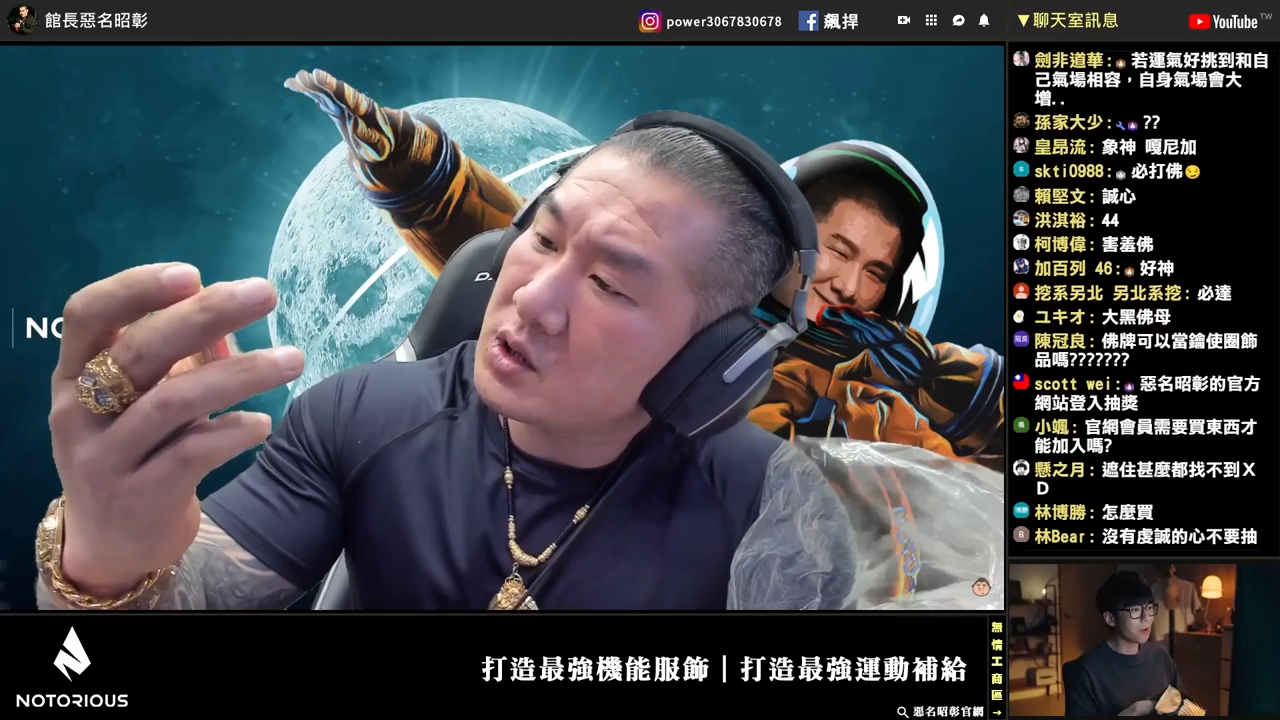 館長惡名昭彰
power3067830678
飆捍
▼聊天室訊息
YouTube TW
劍非道華: 若運氣好挑到和自
己氣場相容，自身氣場會大
增..
孫家大少: ??
皇昂流: 象神 嘎尼加
skti0988: 必打佛
賴堅文: 誠心
洪淇裕: 44
柯博偉: 害羞佛
加百列 46: 好神
挖系另北 另北系挖: 必達
ユキオ: 大黑佛母
陳冠良: 佛牌可以當鑰使圈飾
品嗎???????
scott wei: 惡名昭彰的官方
網站登入抽獎
小颯: 官網會員需要買東西才
能加入嗎?
懸之月: 遮住甚麼都找不到X
D
林博勝: 怎麼買
林Bear: 沒有虔誠的心不要抽
NO
D
NOTORIOUS
打造最強機能服飾｜打造最強運動補給
無情工商區→
惡名昭彰官網